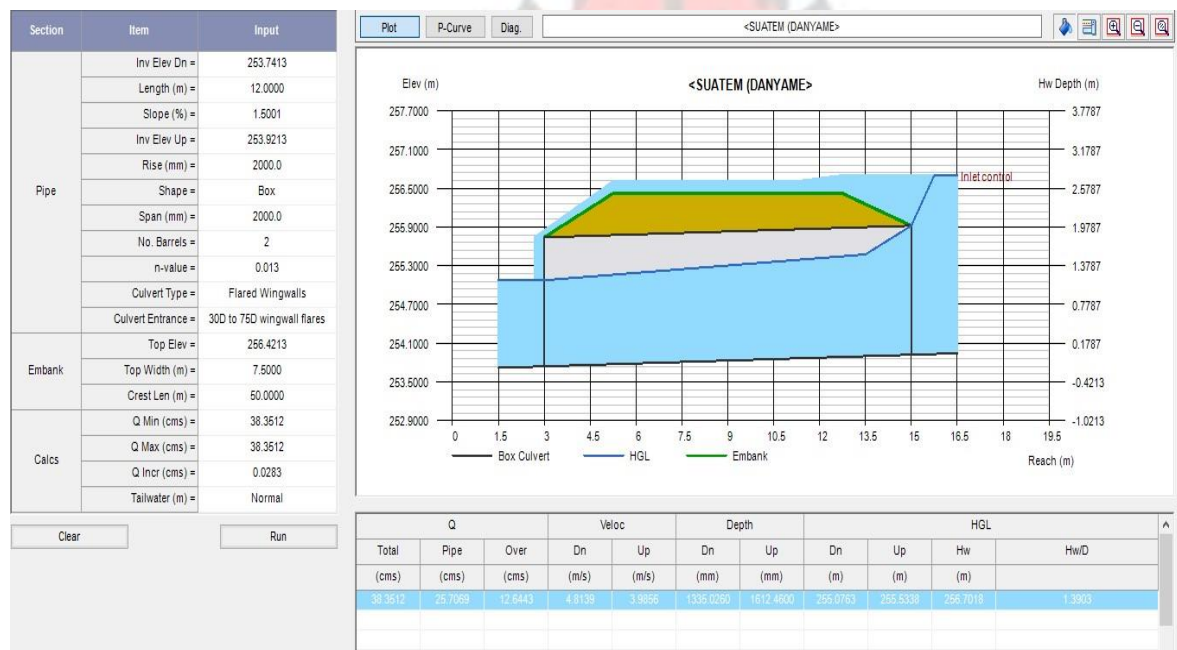 Section Item Input
Pipe
Inv Elev Dn = 253.7413
Length (m) = 12.0000
Slope (%) = 1.5001
Inv Elev Up = 253.9213
Rise (mm) = 2000.0
Shape = Box
Span (mm) = 2000.0
No. Barrels = 2
n-value = 0.013
Culvert Type = Flared Wingwalls
Culvert Entrance = 30D to 75D wingwall flares
Embank
Top Elev = 256.4213
Top Width (m) = 7.5000
Crest Len (m) = 50.0000
Calcs
Q Min (cms) = 38.3512
Q Max (cms) = 38.3512
Q Incr (cms) = 0.0283
Tailwater (m) = Normal
Clear Run
Plot P-Curve Diag. <SUATEM (DANYAME>
Elev (m) <SUATEM (DANYAME> Hw Depth (m)
257.7000 3.7787
257.1000 3.1787
256.5000 2.5787
255.9000 1.9787
255.3000 1.3787
254.7000 0.7787
254.1000 0.1787
253.5000 -0.4213
252.9000 -1.0213
Inlet control
0 1.5 3 4.5 6 7.5 9 10.5 12 13.5 15 16.5 18 19.5
Box Culvert HGL Embank Reach (m)
Q Veloc Depth HGL
Total Pipe Over Dn Up Dn Up Dn Up Hw Hw/D
(cms) (cms) (cms) (m/s) (m/s) (mm) (mm) (m) (m) (m)
38.3512 25.7069 12.6443 4.8139 3.9856 1335.0260 1612.4600 255.0763 255.5338 256.7018 1.3903